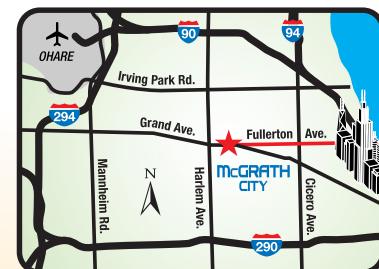 OHARE
90
94
Irving Park Rd.
294
Grand Ave.
Fullerton Ave.
McGRATH
CITY
Mannheim Rd.
N
Harlem Ave.
Cicero Ave.
290